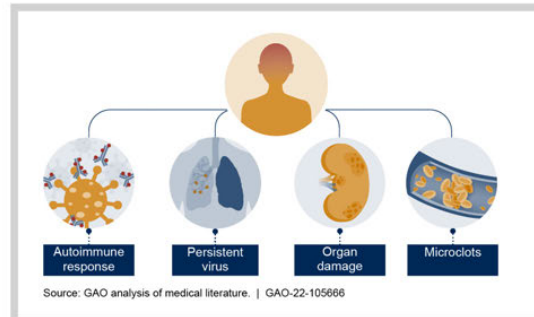 Autoimmune
response
Persistent
virus
Organ
damage
Microclots
Source: GAO analysis of medical literature. | GAO-22-105666